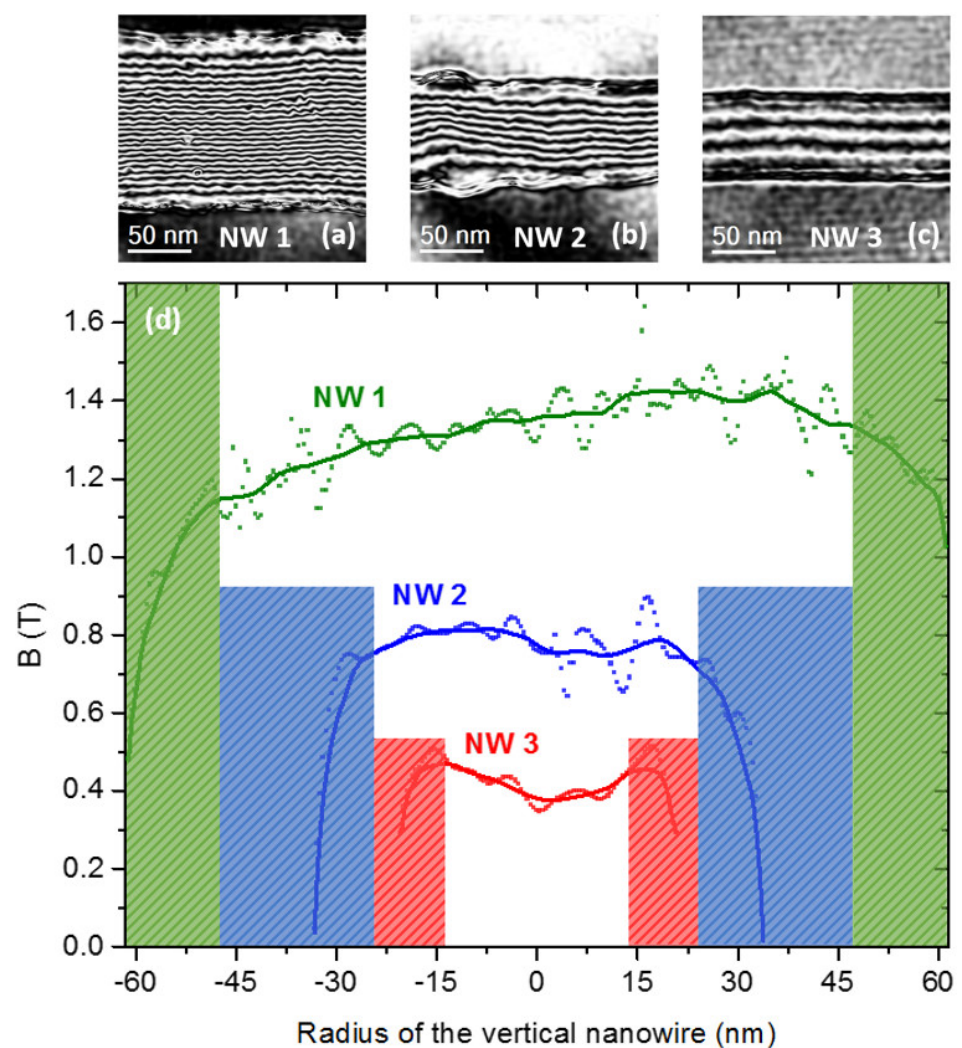 50 nm NW 1 (a)
50 nm NW 2 (b)
50 nm NW 3 (c)
(d)
1.6
1.4
1.2
1.0
0.8
0.6
0.4
0.2
0.0
B (T)
NW 1
NW 2
NW 3
-60 -45 -30 -15 0 15 30 45 60
Radius of the vertical nanowire (nm)